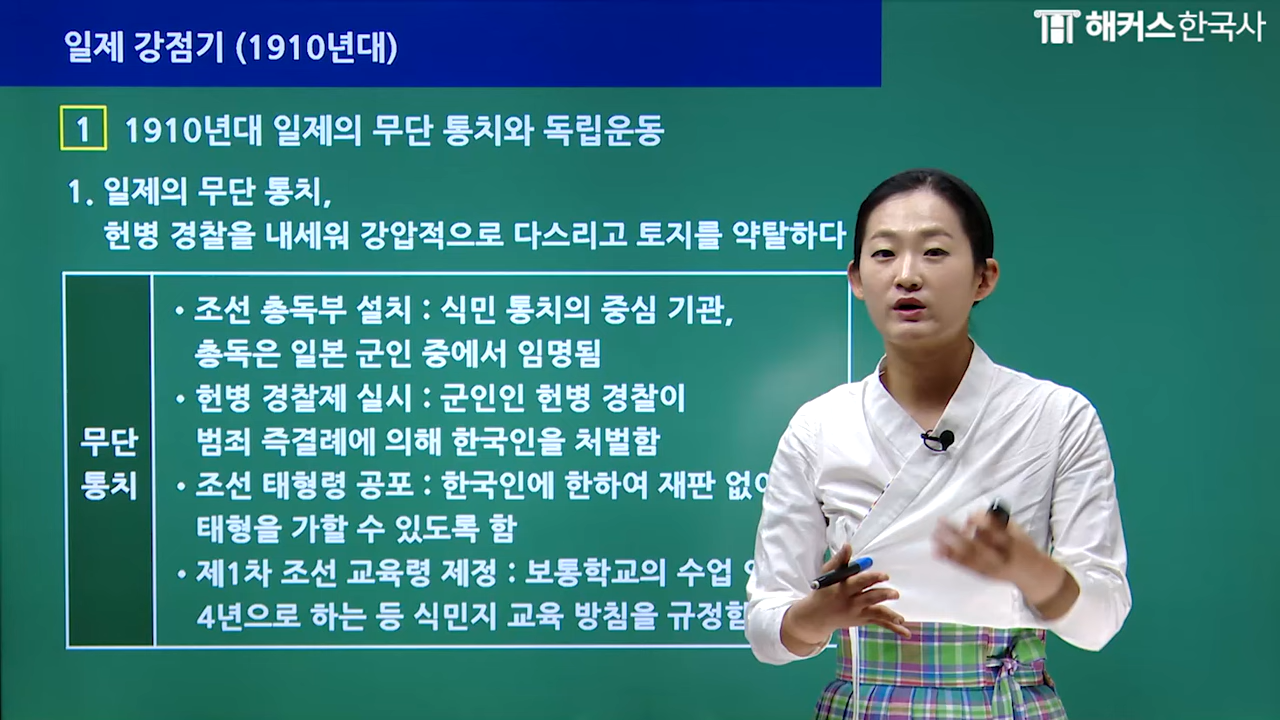 일제 강점기 (1910년대)
해커스한국사
1 1910년대 일제의 무단 통치와 독립운동
1. 일제의 무단 통치,
헌병 경찰을 내세워 강압적으로 다스리고 토지를 약탈하다
무단
통치
• 조선 총독부 설치 : 식민 통치의 중심 기관,
총독은 일본 군인 중에서 임명됨
• 헌병 경찰제 실시 : 군인인 헌병 경찰이
범죄 즉결례에 의해 한국인을 처벌함
• 조선 태형령 공포 : 한국인에 한하여 재판
태형을 가할 수 있도록 함
• 제1차 조선 교육령 제정 : 보통학교의 수업
4년으로 하는 등 식민지 교육 방침을 규정함